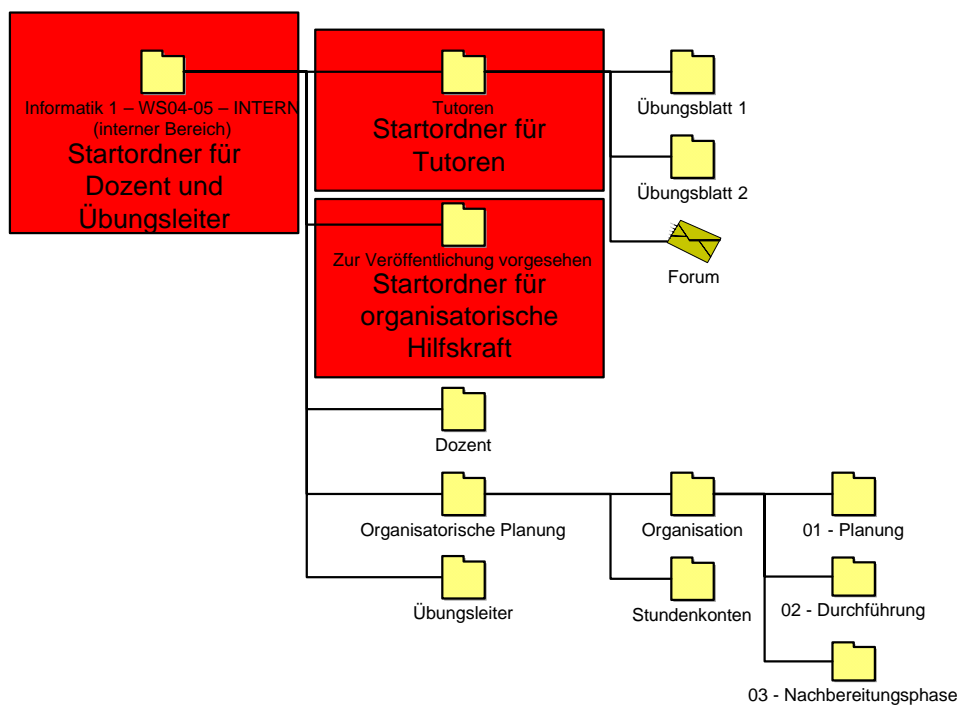 Informatik 1 – WS04-05 – INTERN
(interner Bereich)
Startordner für
Dozent und
Übungsleiter
Tutoren
Startordner für
Tutoren
Übungsblatt 1
Übungsblatt 2
Forum
Zur Veröffentlichung vorgesehen
Startordner für
organisatorische
Hilfskraft
Dozent
Organisatorische Planung
Organisation
01 - Planung
Übungsleiter
Stundenkonten
02 - Durchführung
03 - Nachbereitungsphase